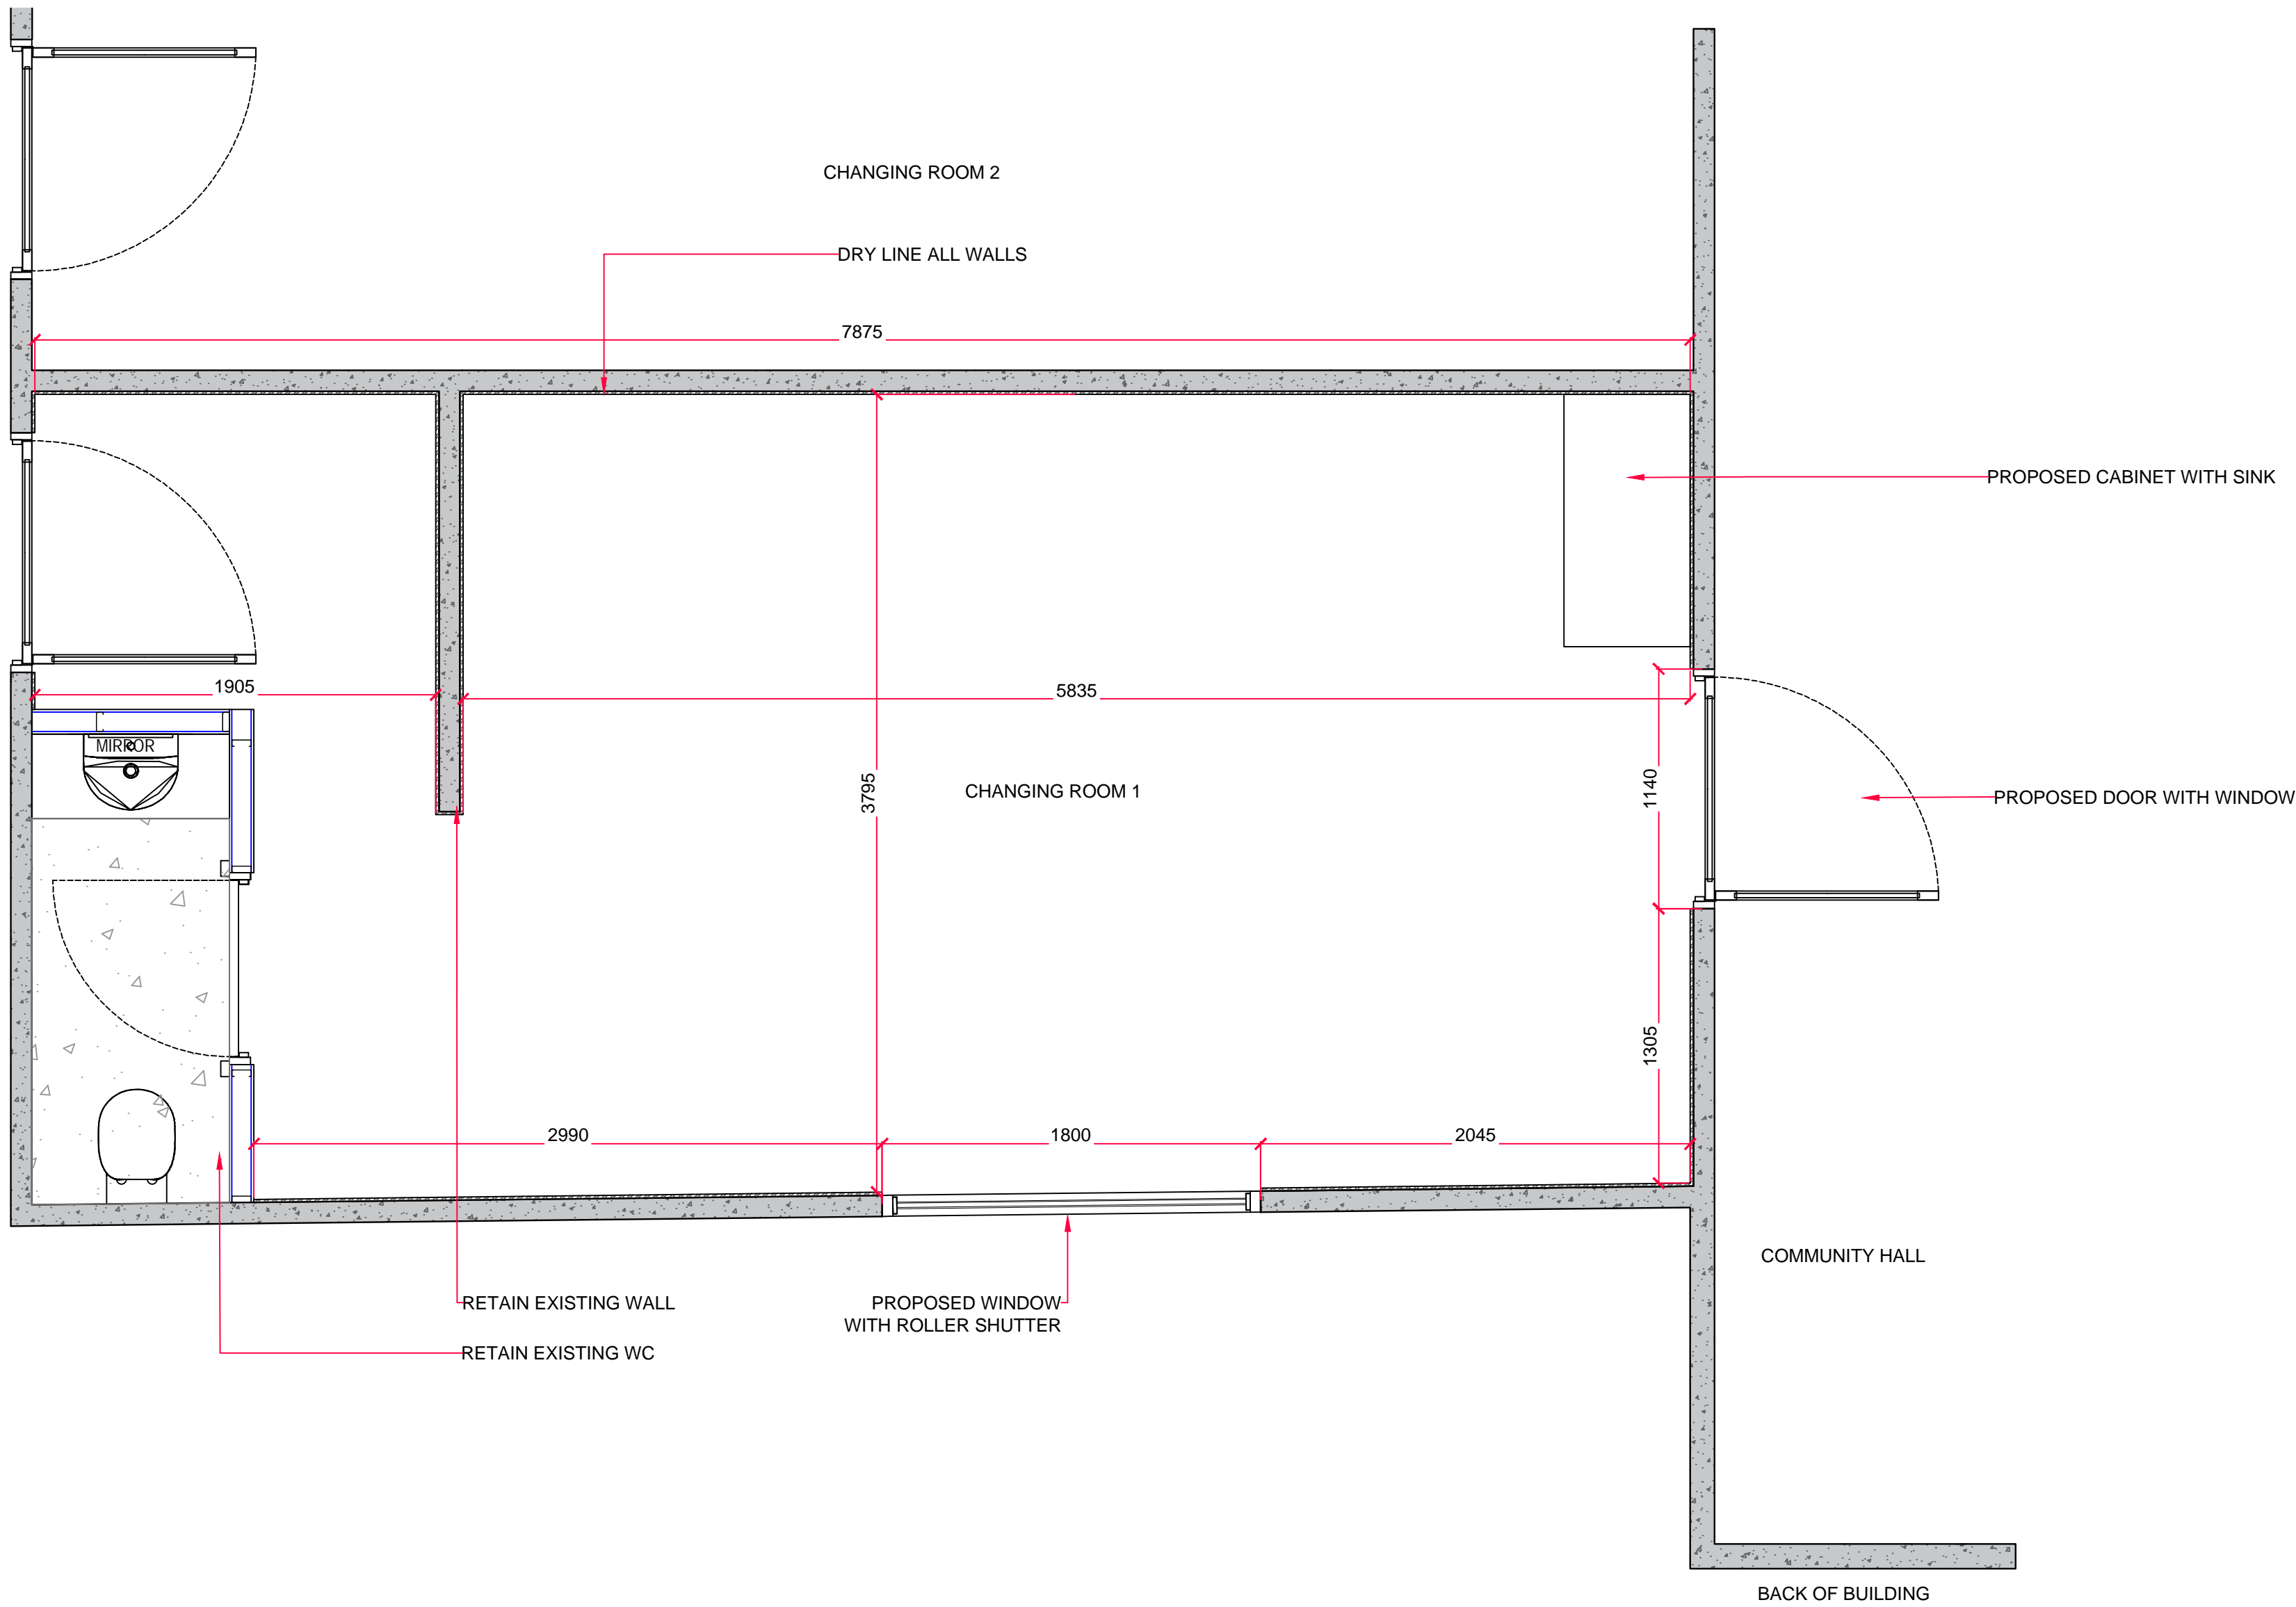 CHANGING ROOM 2
DRY LINE ALL WALLS
7875
PROPOSED CABINET WITH SINK
1905
5835
MIRROR
3795
CHANGING ROOM 1
1140
PROPOSED DOOR WITH WINDOW
1305
2990
1800
2045
COMMUNITY HALL
RETAIN EXISTING WALL
PROPOSED WINDOW
WITH ROLLER SHUTTER
RETAIN EXISTING WC
BACK OF BUILDING